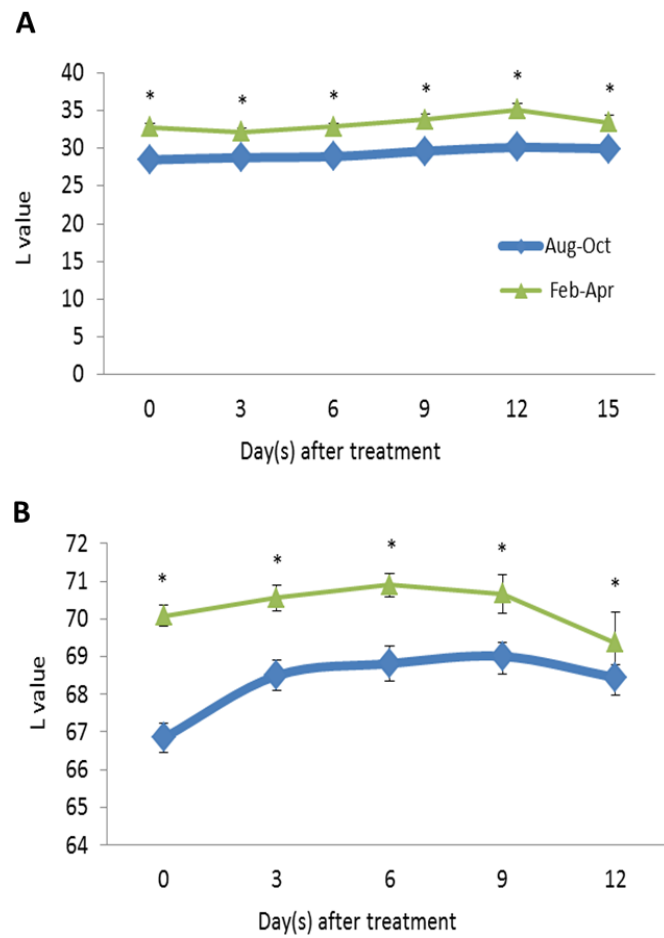 A
40
35
30
25
20
15
10
5
0
L value
* * * * * *
Aug-Oct
Feb-Apr
0 3 6 9 12 15
Day(s) after treatment
B
72
71
70
69
68
67
66
65
64
L value
* * * * *
0 3 6 9 12
Day(s) after treatment